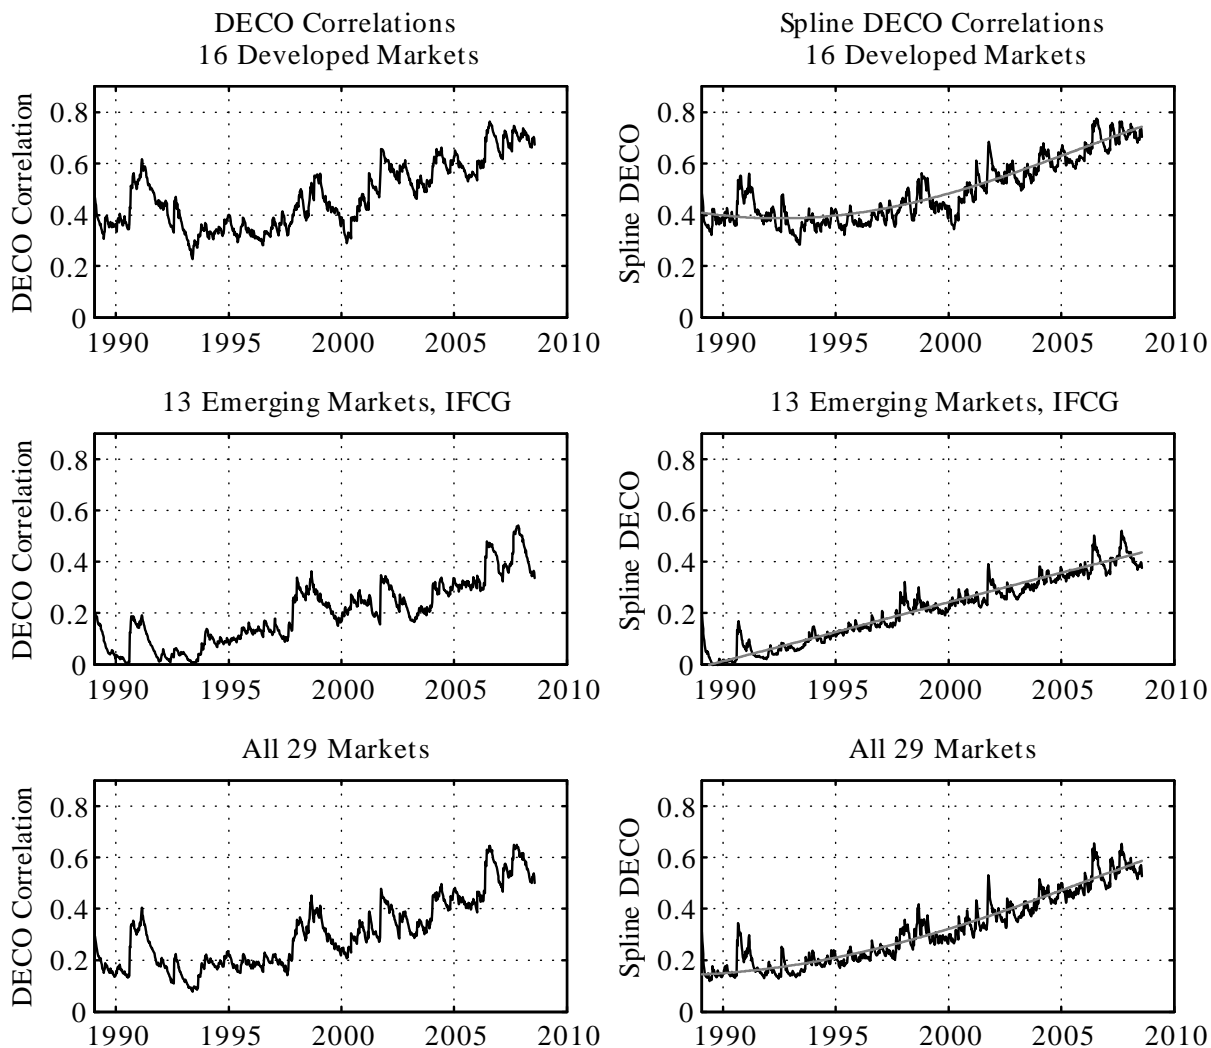 DECO Correlations
16 Developed Markets
DECO Correlation
0.8
0.6
0.4
0.2
0
1990 1995 2000 2005 2010
Spline DECO Correlations
16 Developed Markets
Spline DECO
0.8
0.6
0.4
0.2
0
1990 1995 2000 2005 2010
13 Emerging Markets, IFCG
DECO Correlation
0.8
0.6
0.4
0.2
0
1990 1995 2000 2005 2010
13 Emerging Markets, IFCG
Spline DECO
0.8
0.6
0.4
0.2
0
1990 1995 2000 2005 2010
All 29 Markets
DECO Correlation
0.8
0.6
0.4
0.2
0
1990 1995 2000 2005 2010
All 29 Markets
Spline DECO
0.8
0.6
0.4
0.2
0
1990 1995 2000 2005 2010